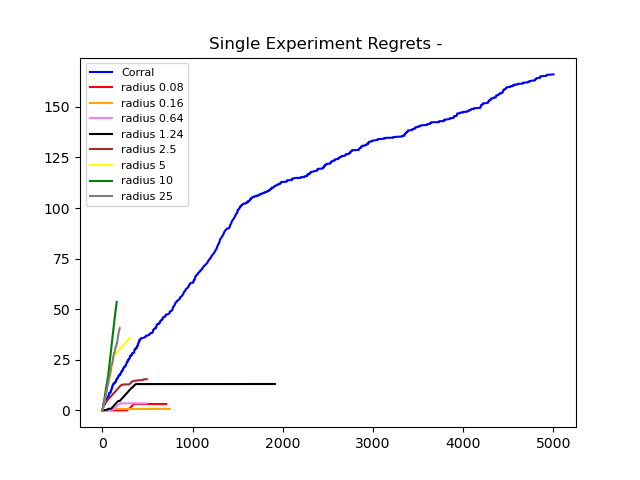 Single Experiment Regrets -
Corral
radius 0.08
radius 0.16
radius 0.64
radius 1.24
radius 2.5
radius 5
radius 10
radius 25
150
125
100
75
50
25
0
0 1000 2000 3000 4000 5000